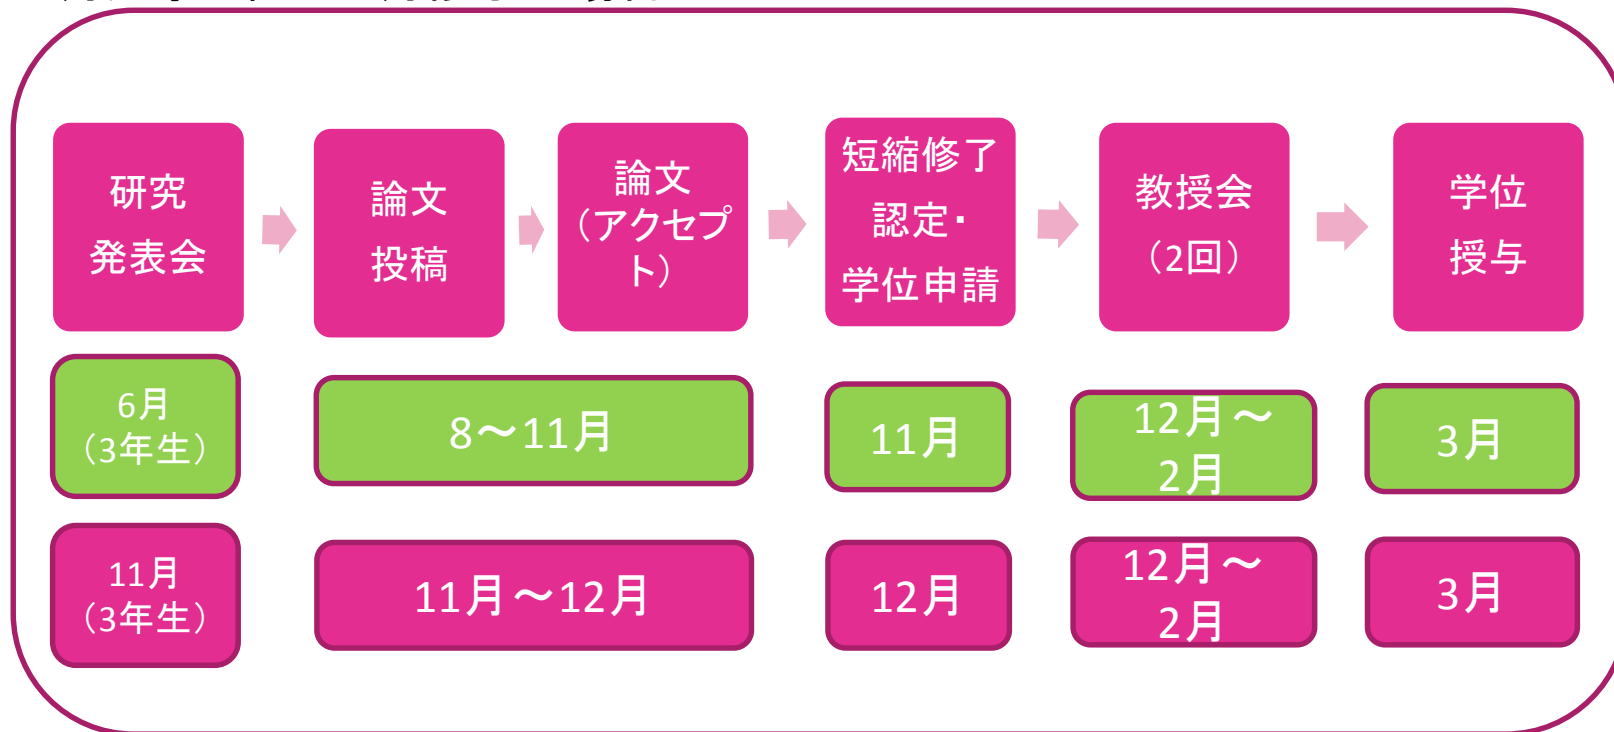 研究
発表会
論文
投稿
論文
（アクセプ
ト）
短縮修了
認定・
学位申請
教授会
（2回）
学位
授与
6月
（3年生）
8～11月
11月
12月～
2月
3月
11月
（3年生）
11月～12月
12月
12月～
2月
3月